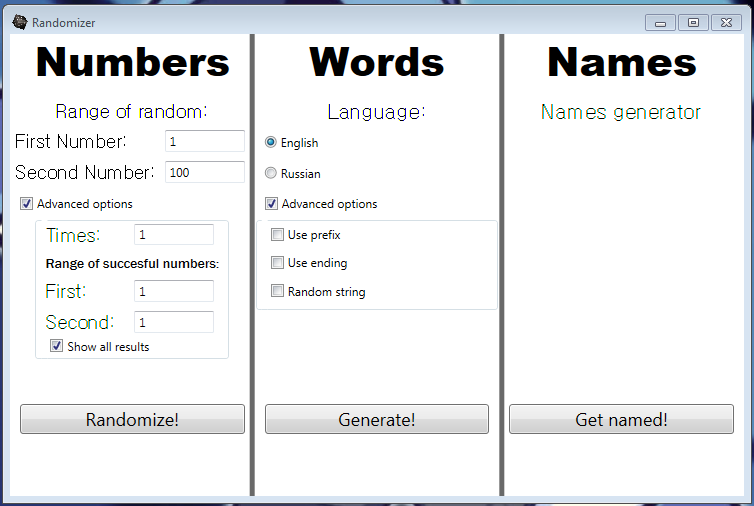 Randomizer
Numbers
Range of random:
First Number: 1
Second Number: 100
Advanced options
Times: 1
Range of succesful numbers:
First: 1
Second: 1
Show all results
Randomize!
Words
Language:
English
Russian
Advanced options
Use prefix
Use ending
Random string
Generate!
Names
Names generator
Get named!